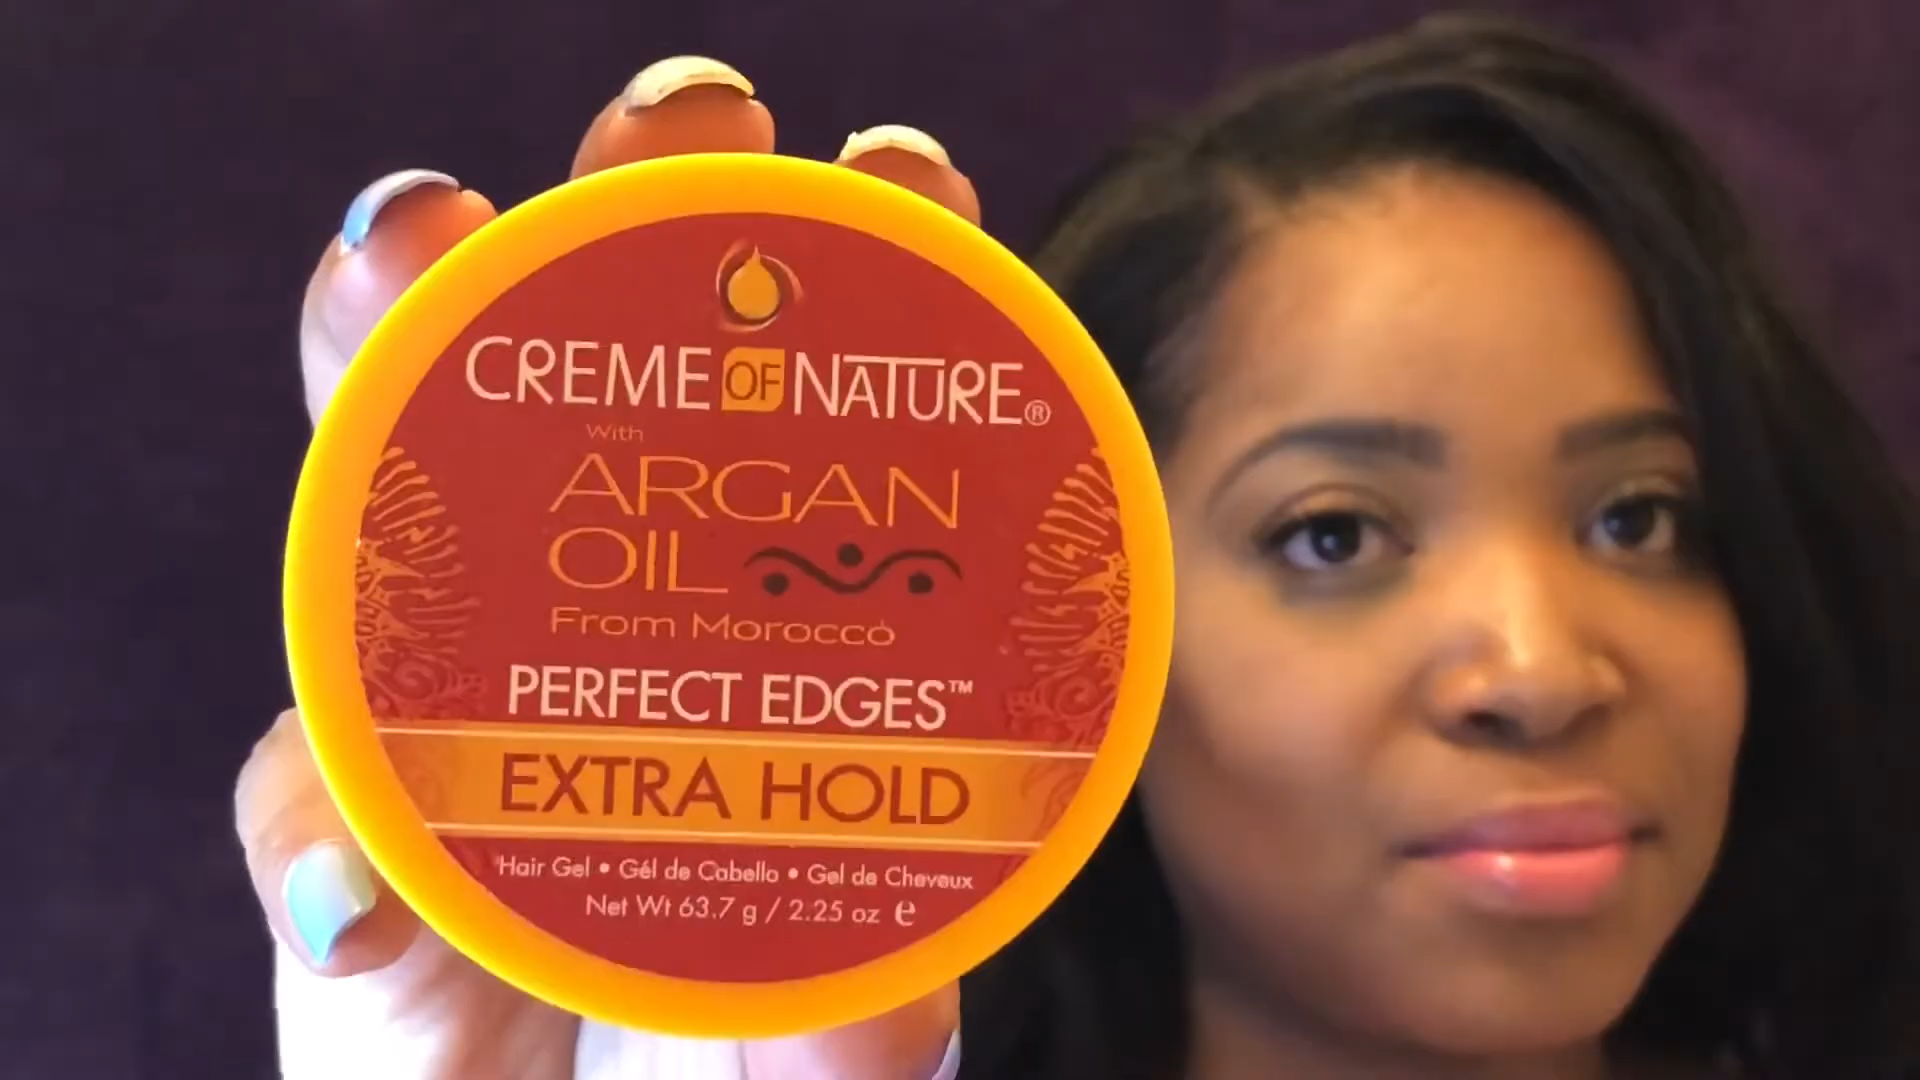 CREME OF NATURE®
With
ARGAN
OIL
From Morocco
PERFECT EDGES™
EXTRA HOLD
Hair Gel • Gél de Cabello • Gel de Cheveux
Net Wt 63.7 g / 2.25 oz ℮